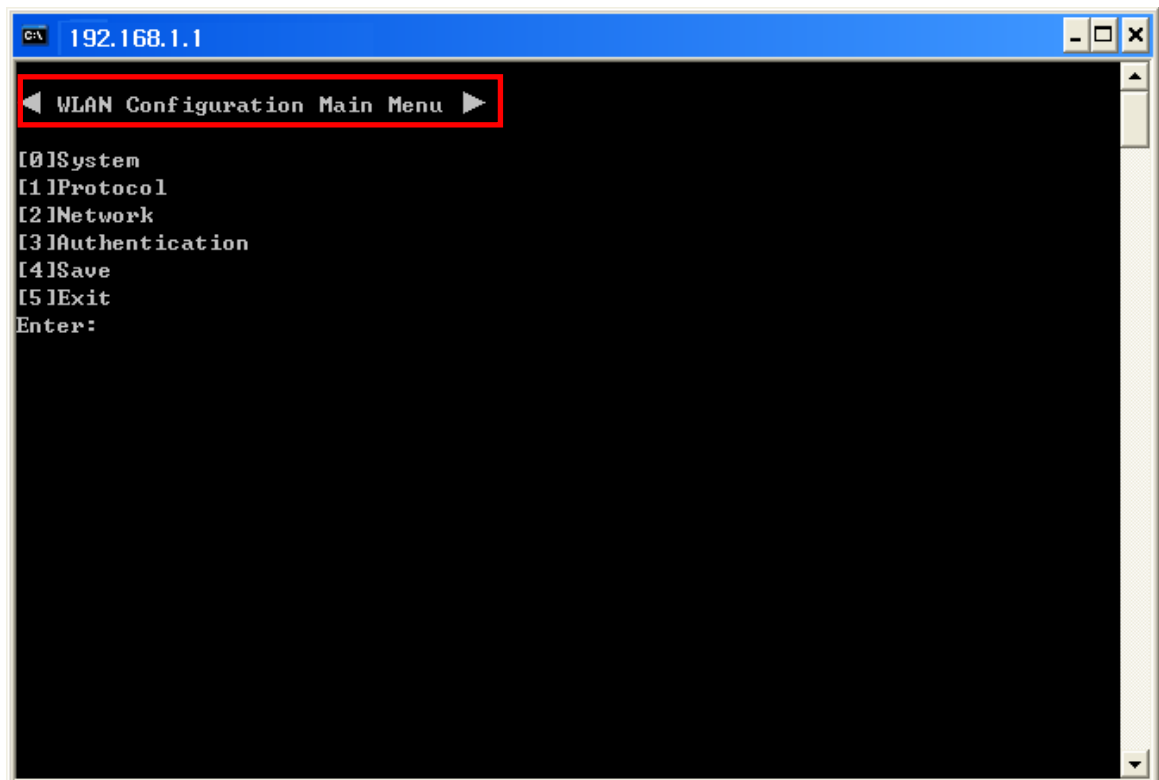 192.168.1.1
◄ WLAN Configuration Main Menu ►
[0]System
[1]Protocol
[2]Network
[3]Authentication
[4]Save
[5]Exit
Enter: